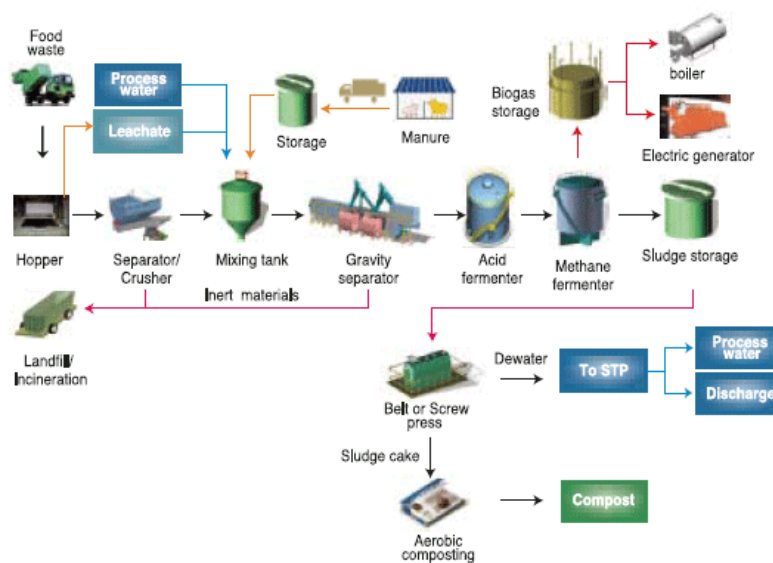 Food
waste
Process
water
Leachate
Storage
Manure
Biogas
storage
boiler
Electric generator
Hopper
Separator/
Crusher
Mixing tank
Gravity
separator
Acid
fermenter
Methane
fermenter
Sludge storage
Inert materials
Landfill/
Incineration
Belt or Screw
press
Dewater
To STP
Process
water
Discharge
Sludge cake
Aerobic
composting
Compost